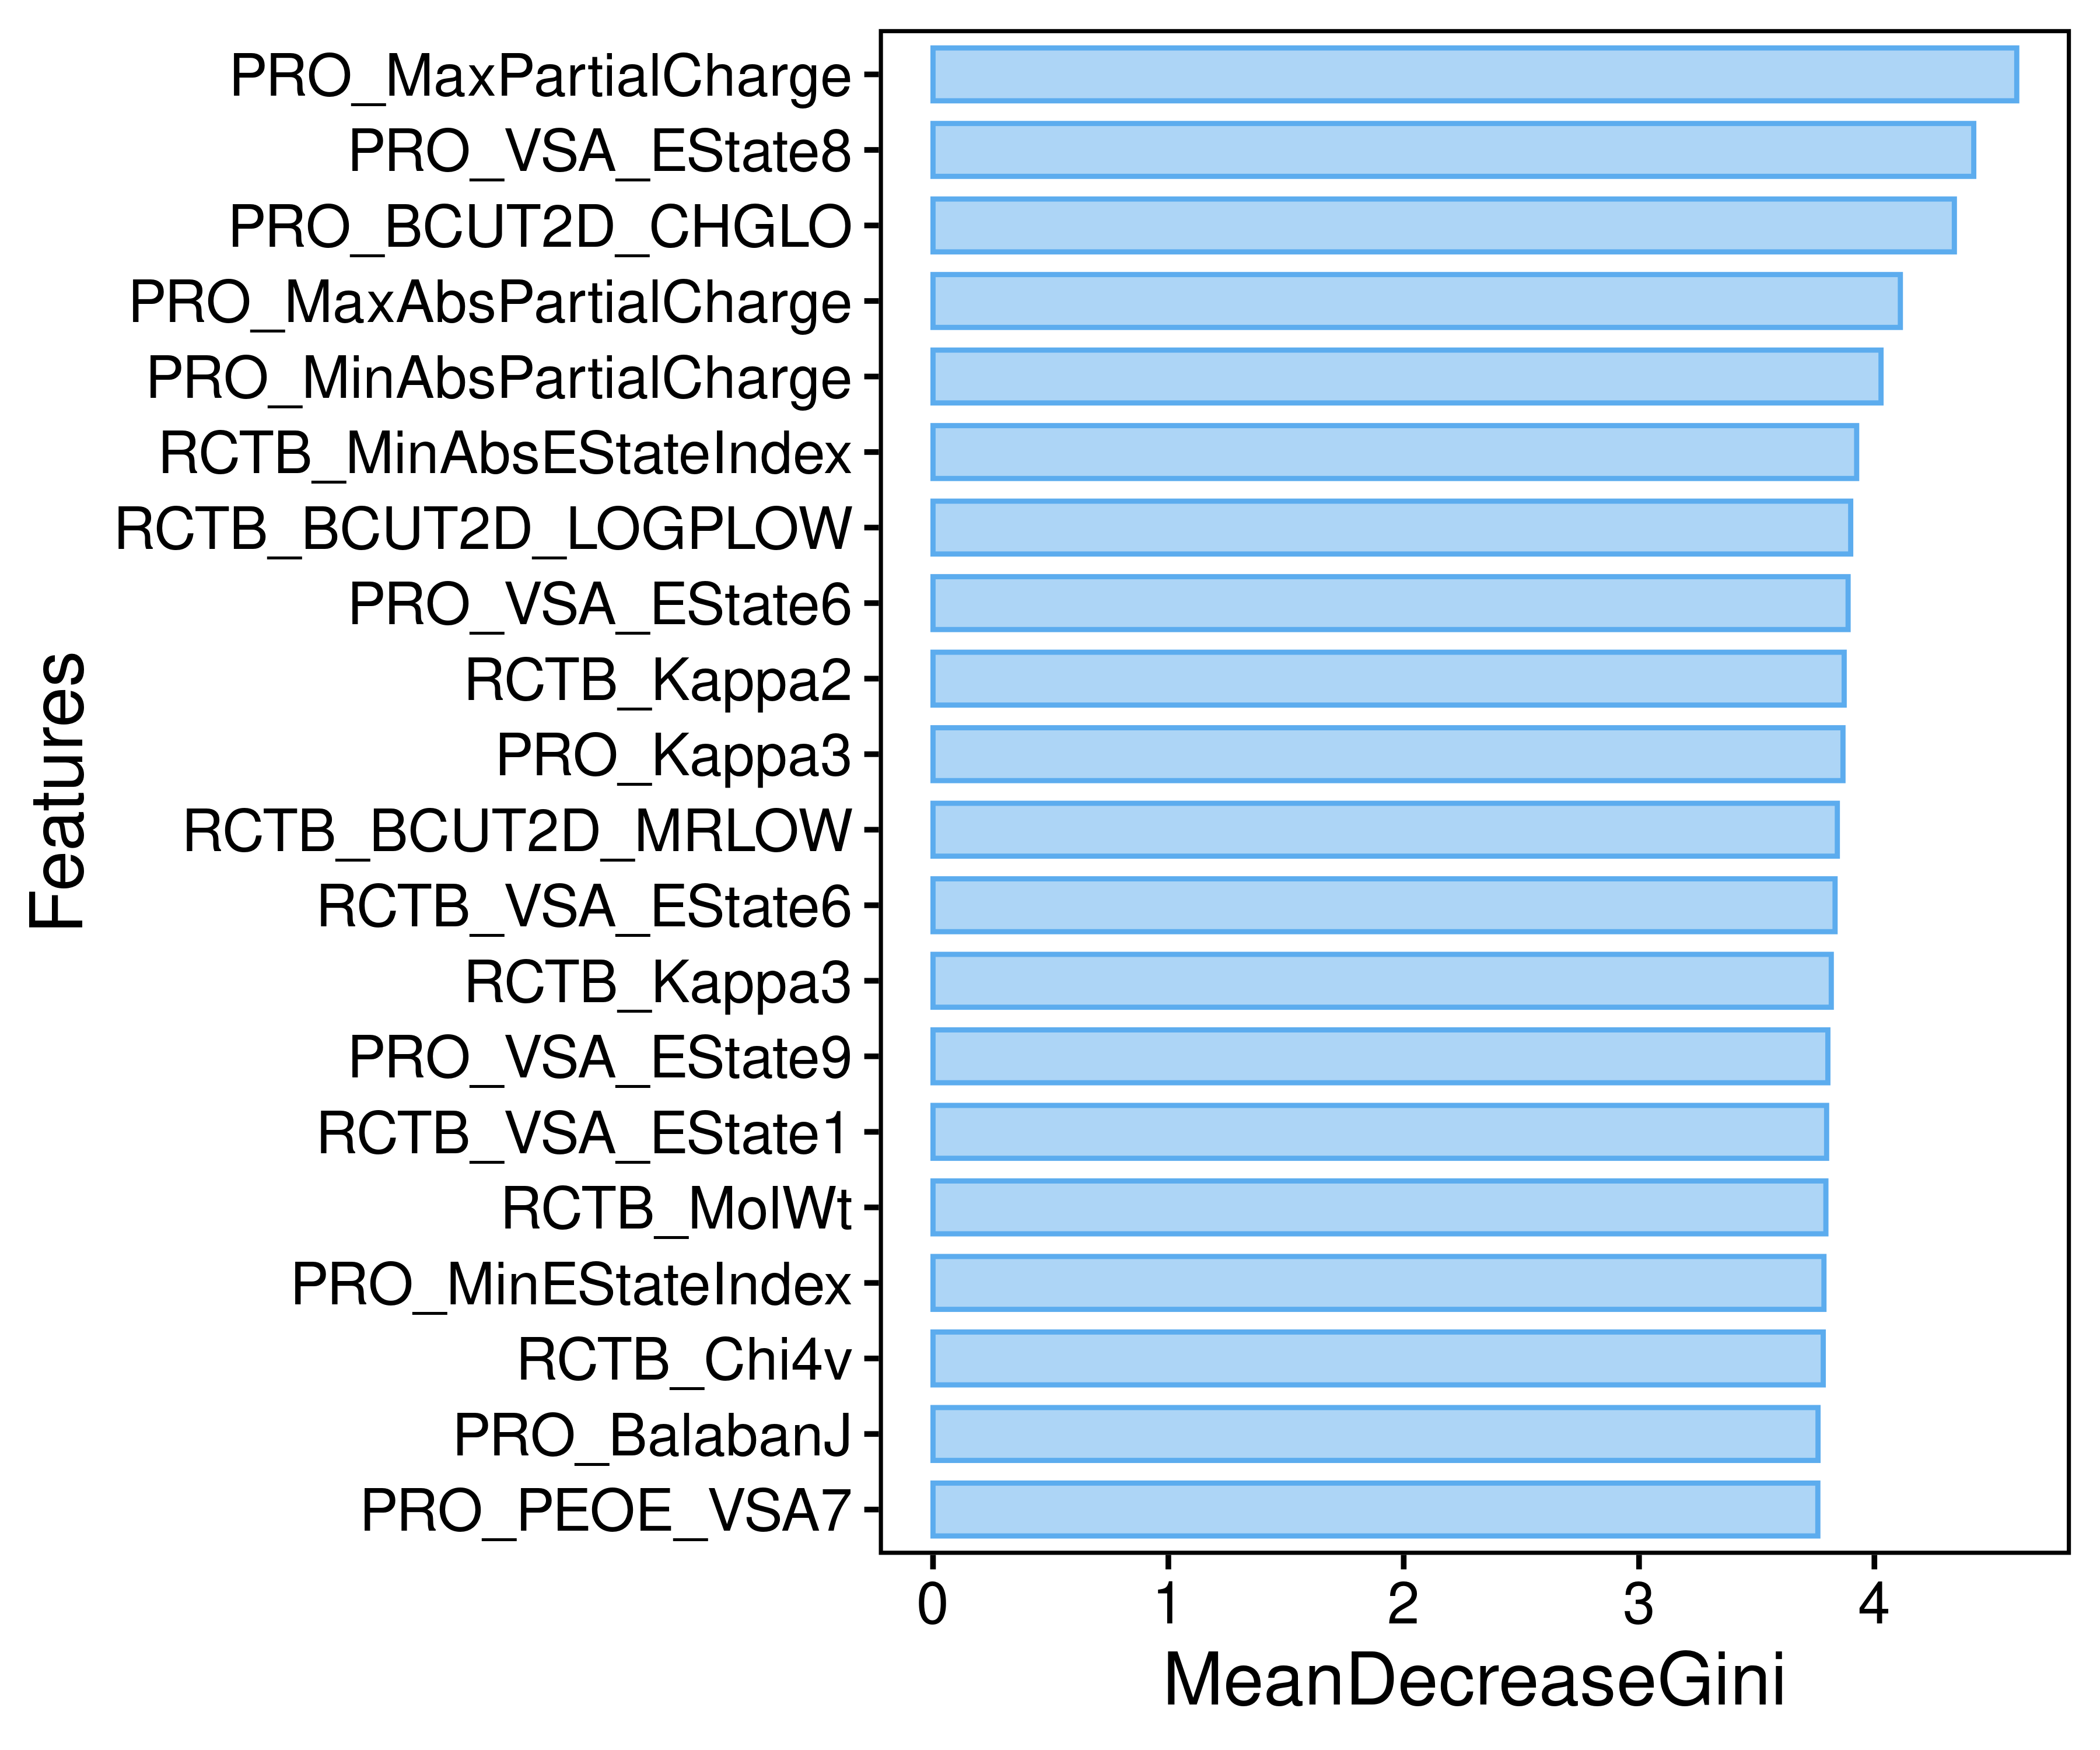 PRO_MaxPartialCharge
PRO_VSA_EState8
PRO_BCUT2D_CHGLO
PRO_MaxAbsPartialCharge
PRO_MinAbsPartialCharge
RCTB_MinAbsEStateIndex
RCTB_BCUT2D_LOGPLOW
PRO_VSA_EState6
RCTB_Kappa2
PRO_Kappa3
RCTB_BCUT2D_MRLOW
RCTB_VSA_EState6
RCTB_Kappa3
PRO_VSA_EState9
RCTB_VSA_EState1
RCTB_MolWt
PRO_MinEStateIndex
RCTB_Chi4v
PRO_BalabanJ
PRO_PEOE_VSA7
Features
0 1 2 3 4
MeanDecreaseGini